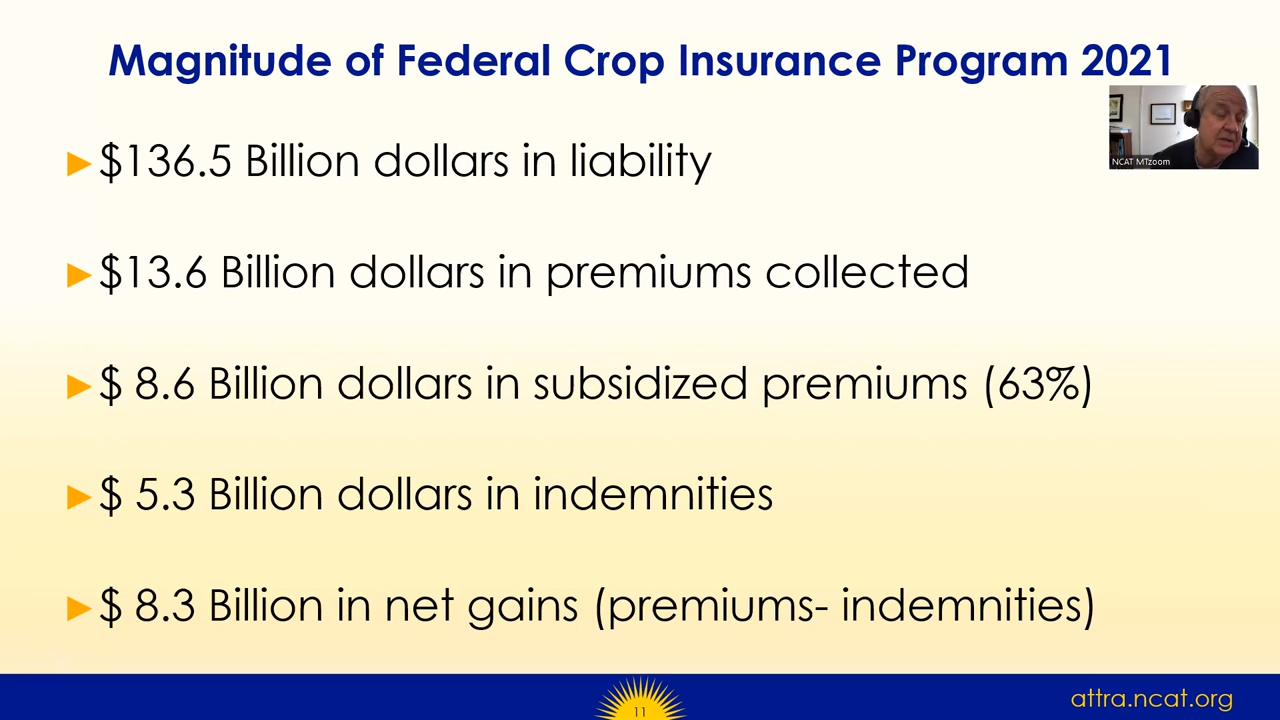 Magnitude of Federal Crop Insurance Program 2021
NCAT MTzoom
►$136.5 Billion dollars in liability
►$13.6 Billion dollars in premiums collected
►$ 8.6 Billion dollars in subsidized premiums (63%)
►$ 5.3 Billion dollars in indemnities
►$ 8.3 Billion in net gains (premiums- indemnities)
11
attra.ncat.org